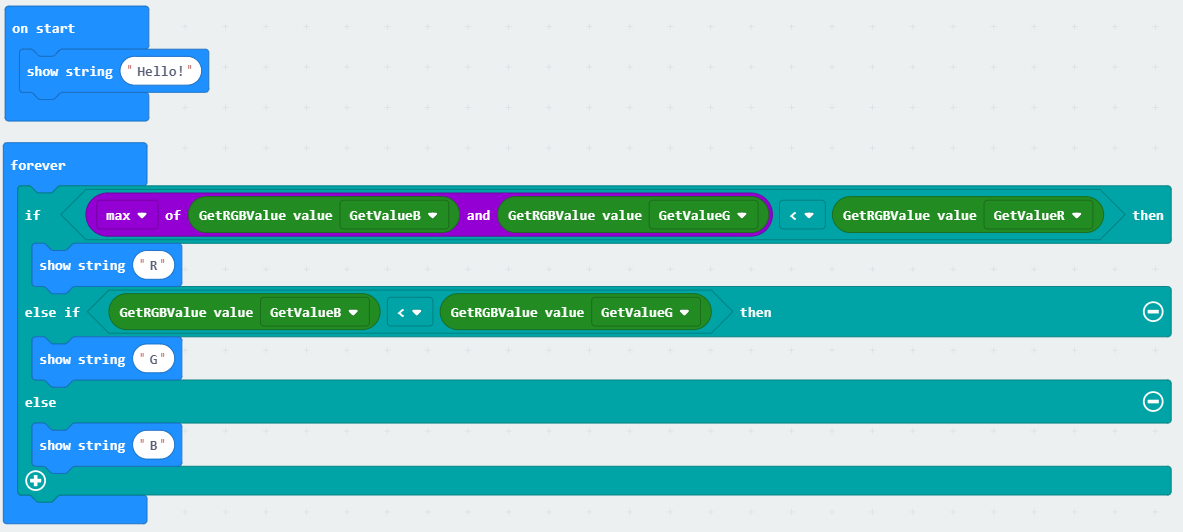 on start
show string "Hello!"
forever
if max of GetRGBValue value GetValueB and GetRGBValue value GetValueG < GetRGBValue value GetValueR then
show string "R"
else if GetRGBValue value GetValueB < GetRGBValue value GetValueG then
show string "G"
else
show string "B"